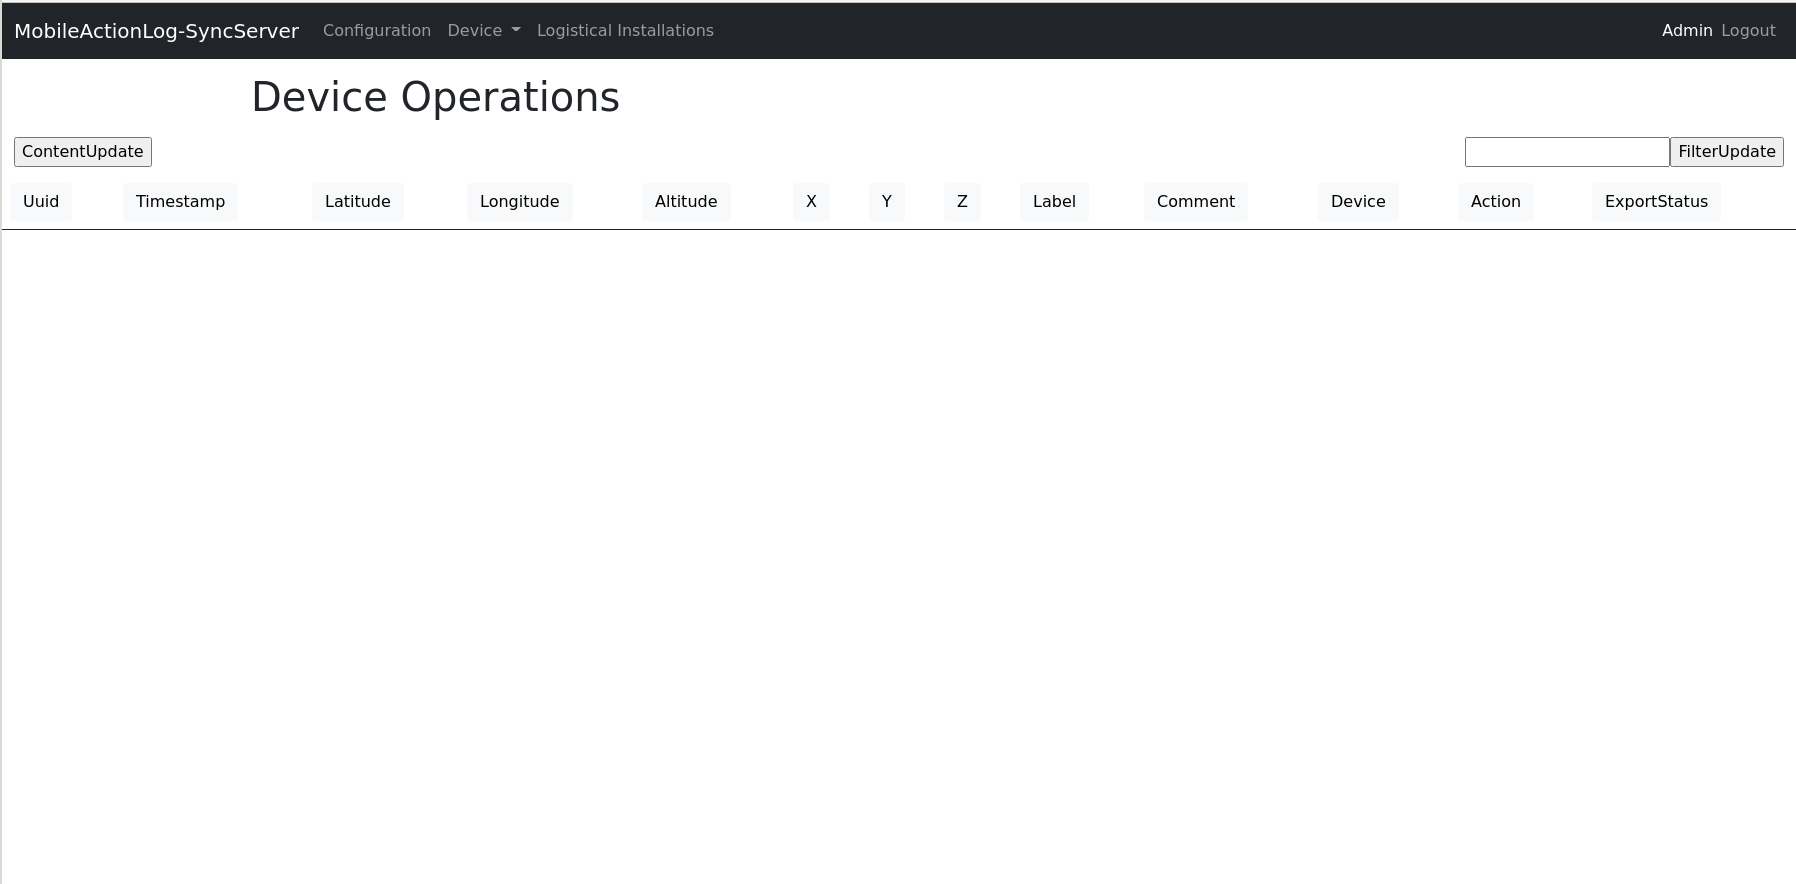 MobileActionLog-SyncServer Configuration Device Logistical Installations Admin Logout
Device Operations
ContentUpdate FilterUpdate
Uuid Timestamp Latitude Longitude Altitude X Y Z Label Comment Device Action ExportStatus